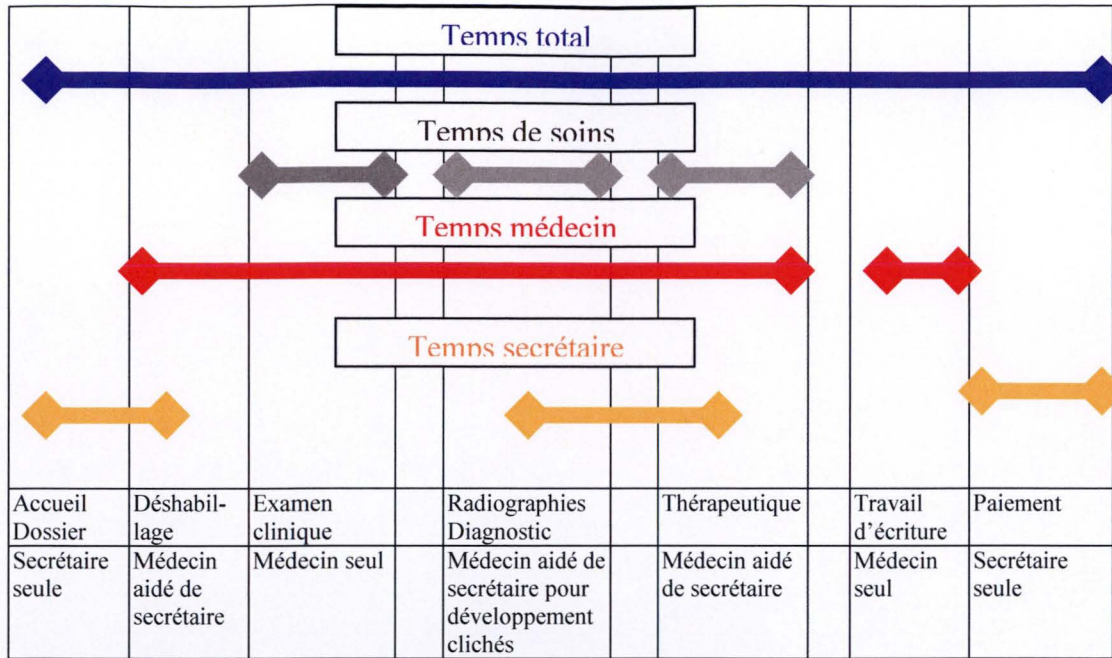 Temps total
Temps de soins
Temps médecin
Temps secrétaire
Accueil
Dossier
Déshabil-
lage
Examen
clinique
Radiographies
Diagnostic
Thérapeutique
Travail
d'écriture
Paiement
Secrétaire
seule
Médecin
aidé de
secrétaire
Médecin seul
Médecin aidé de
secrétaire pour
développement
clichés
Médecin aidé
de secrétaire
Médecin
seul
Secrétaire
seule